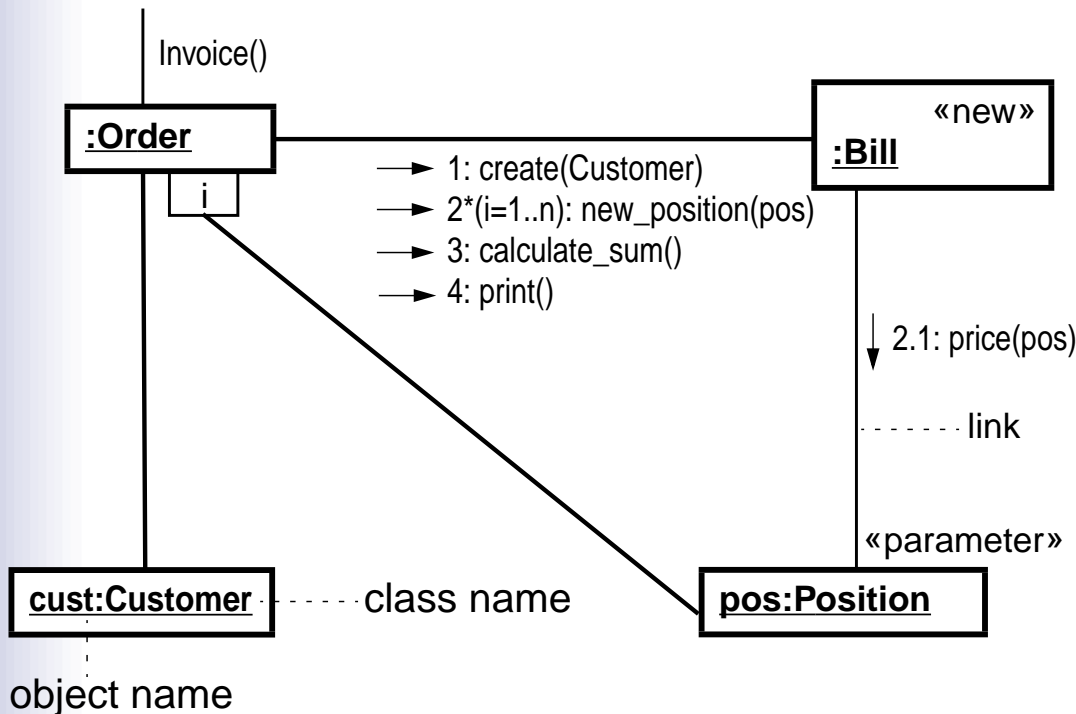 Invoice()
:Order
«new»
:Bill
i
1: create(Customer)
2*(i=1..n): new_position(pos)
3: calculate_sum()
4: print()
2.1: price(pos)
link
«parameter»
cust:Customer
class name
pos:Position
object name